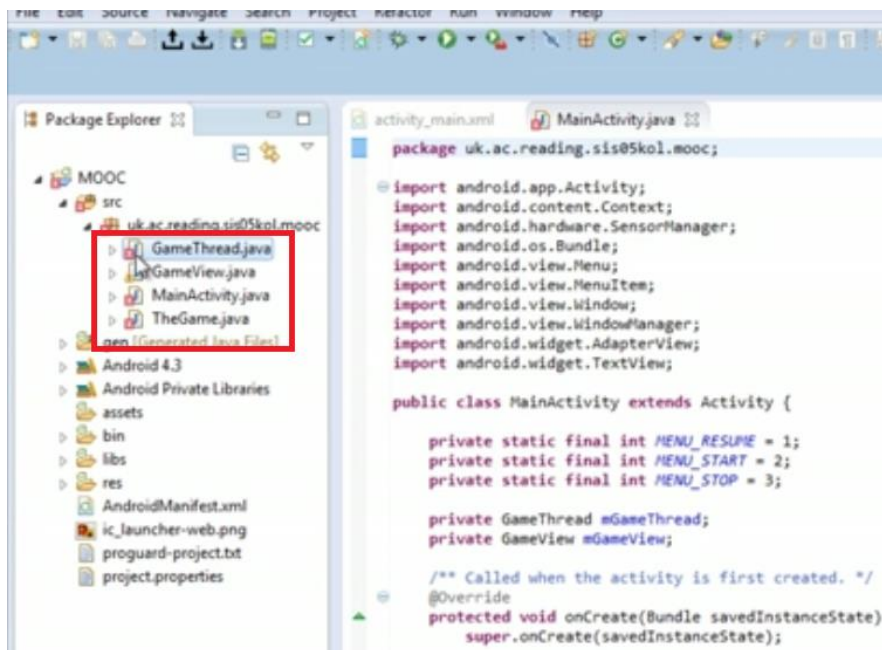 File Edit Source Navigate Search Project Refactor Run Window Help
Package Explorer
MOOC
src
uk.ac.reading.sis05kol.mooc
GameThread.java
GameView.java
MainActivity.java
TheGame.java
gen [Generated Java Files]
Android 4.3
Android Private Libraries
assets
bin
libs
res
AndroidManifest.xml
ic_launcher-web.png
proguard-project.txt
project.properties
activity_main.xml MainActivity.java
package uk.ac.reading.sis05kol.mooc;
import android.app.Activity;
import android.content.Context;
import android.hardware.SensorManager;
import android.os.Bundle;
import android.view.Menu;
import android.view.MenuItem;
import android.view.Window;
import android.view.WindowManager;
import android.widget.AdapterView;
import android.widget.TextView;
public class MainActivity extends Activity {
private static final int MENU_RESUME = 1;
private static final int MENU_START = 2;
private static final int MENU_STOP = 3;
private GameThread mGameThread;
private GameView mGameView;
/** Called when the activity is first created. */
@Override
protected void onCreate(Bundle savedInstanceState)
super.onCreate(savedInstanceState);